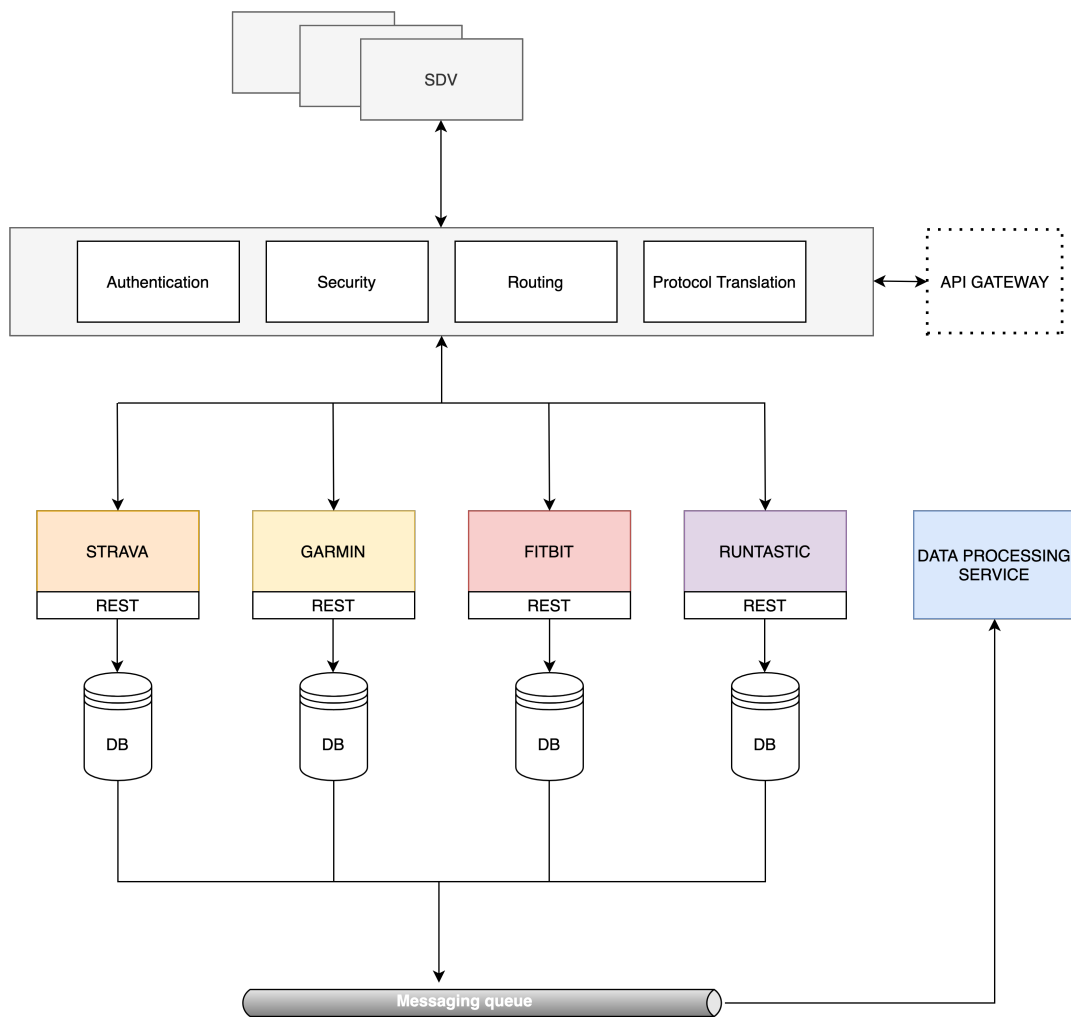 SDV
Authentication
Security
Routing
Protocol Translation
API GATEWAY
STRAVA
GARMIN
FITBIT
RUNTASTIC
DATA PROCESSING
SERVICE
REST
REST
REST
REST
DB
DB
DB
DB
Messaging queue